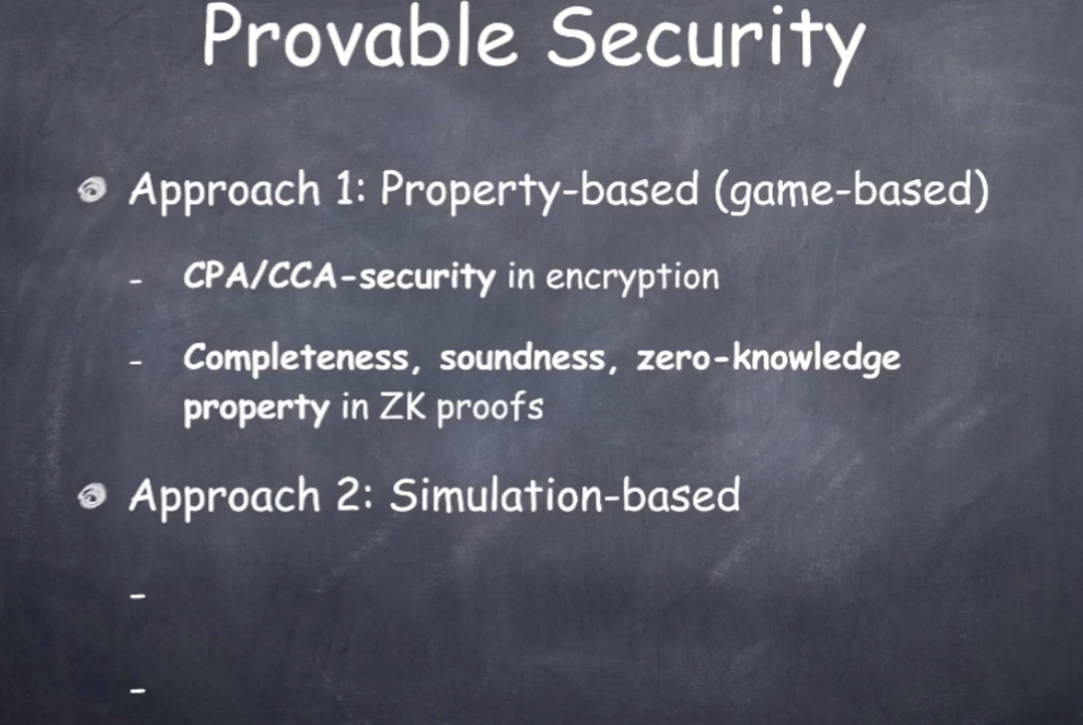 Provable Security
Approach 1: Property-based (game-based)
- CPA/CCA-security in encryption
- Completeness, soundness, zero-knowledge
property in ZK proofs
Approach 2: Simulation-based
-
-